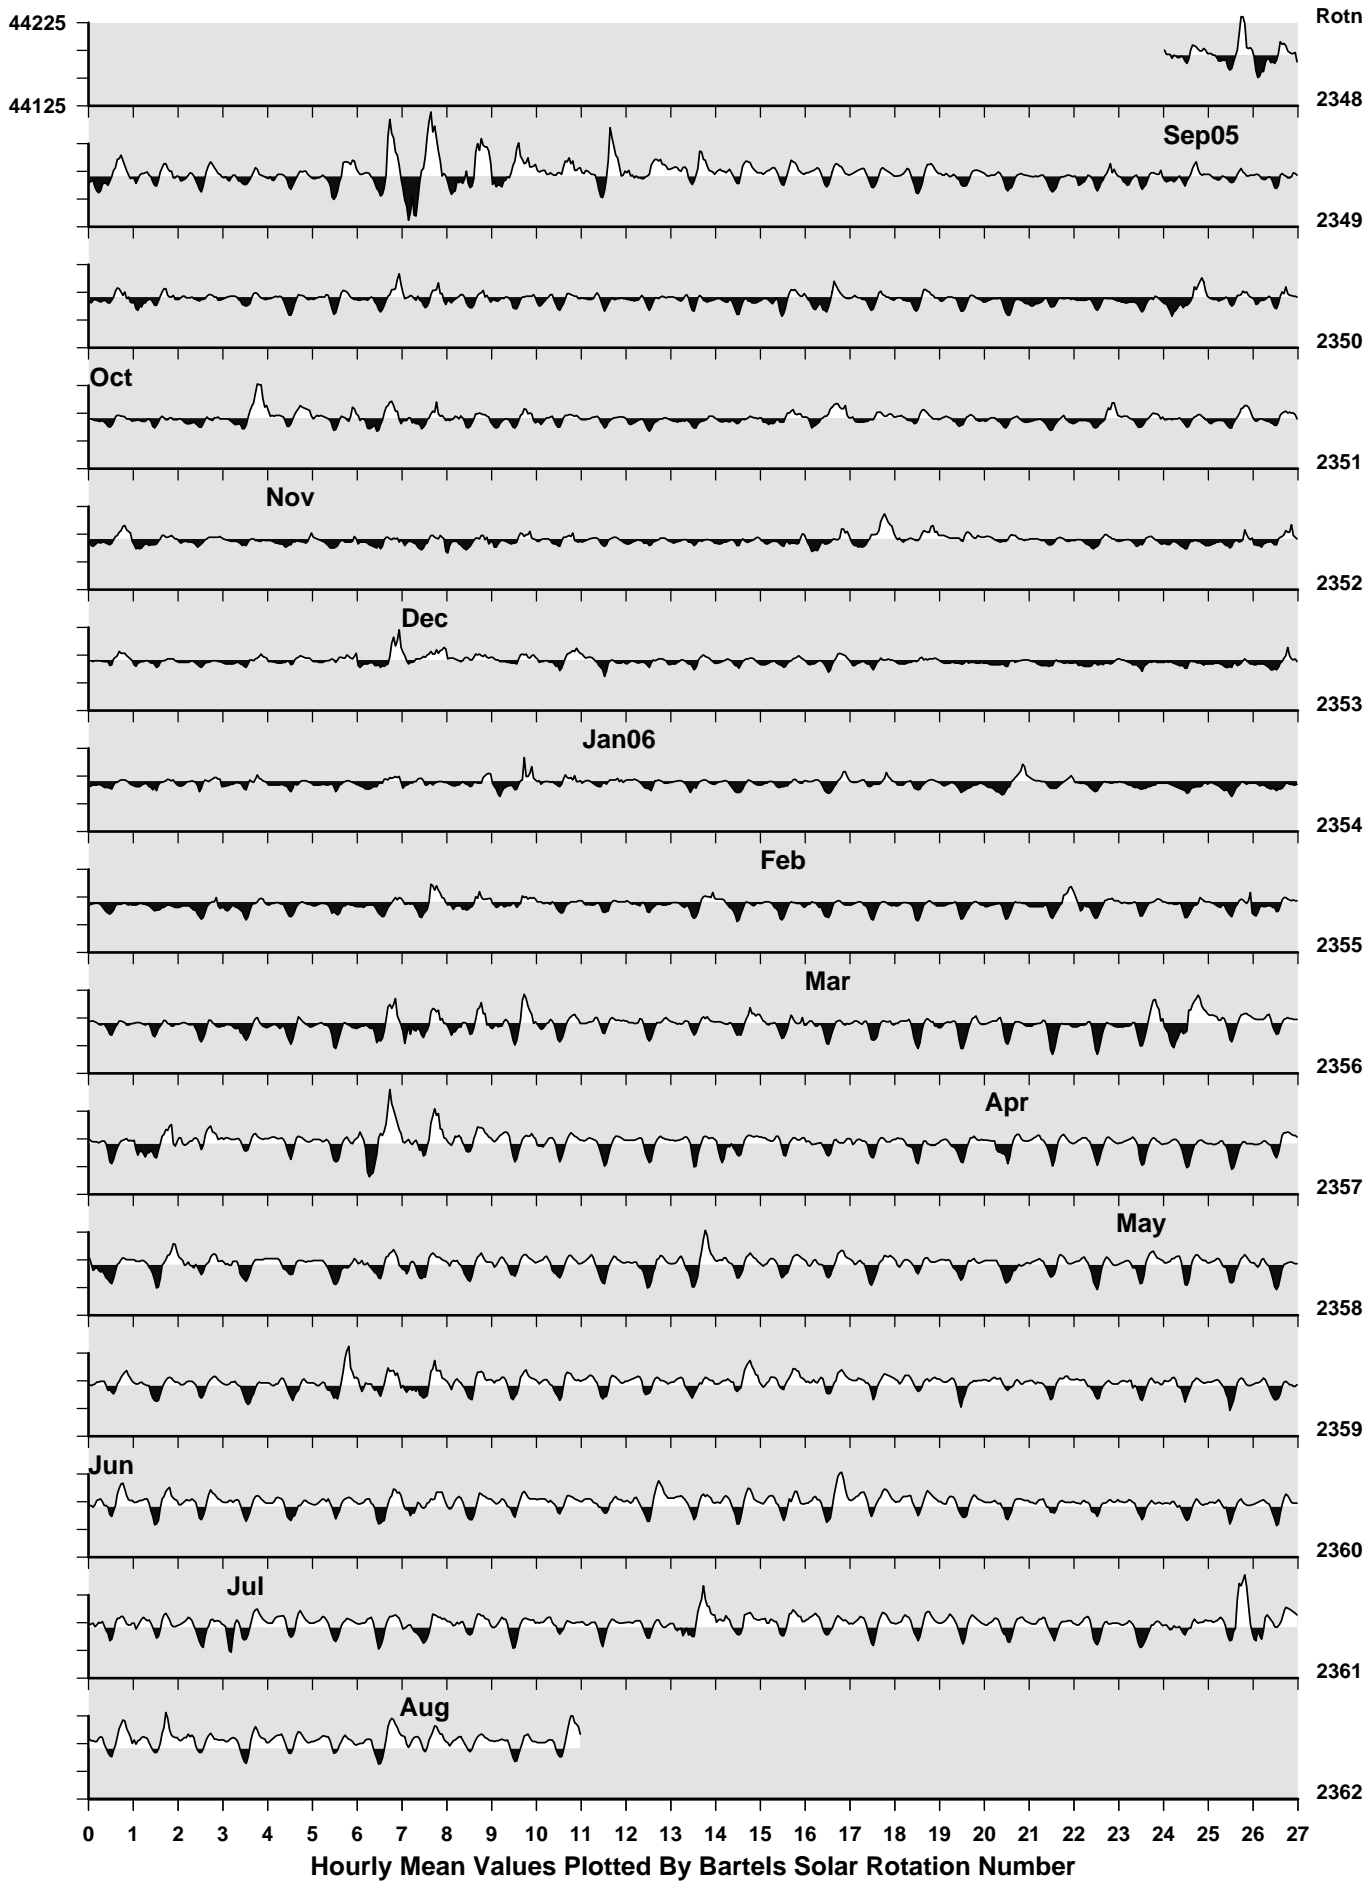 44225
Rotn
44125
2348
Sep05
2349
2350
Oct
2351
Nov
2352
Dec
2353
Jan06
2354
Feb
2355
Mar
2356
Apr
2357
May
2358
2359
Jun
2360
Jul
2361
Aug
2362
0 1 2 3 4 5 6 7 8 9 10 11 12 13 14 15 16 17 18 19 20 21 22 23 24 25 26 27
Hourly Mean Values Plotted By Bartels Solar Rotation Number